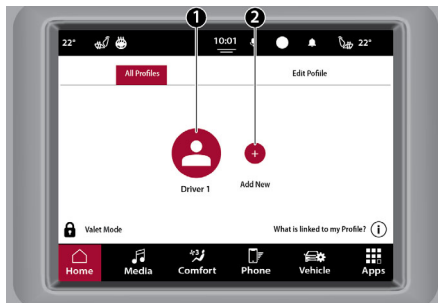 1 2
22° 10:01 22°
All Profiles Edit Pofiile
Driver 1 Add New
Valet Mode What is linked to my Profile? i
Home Media Comfort Phone Vehicle Apps